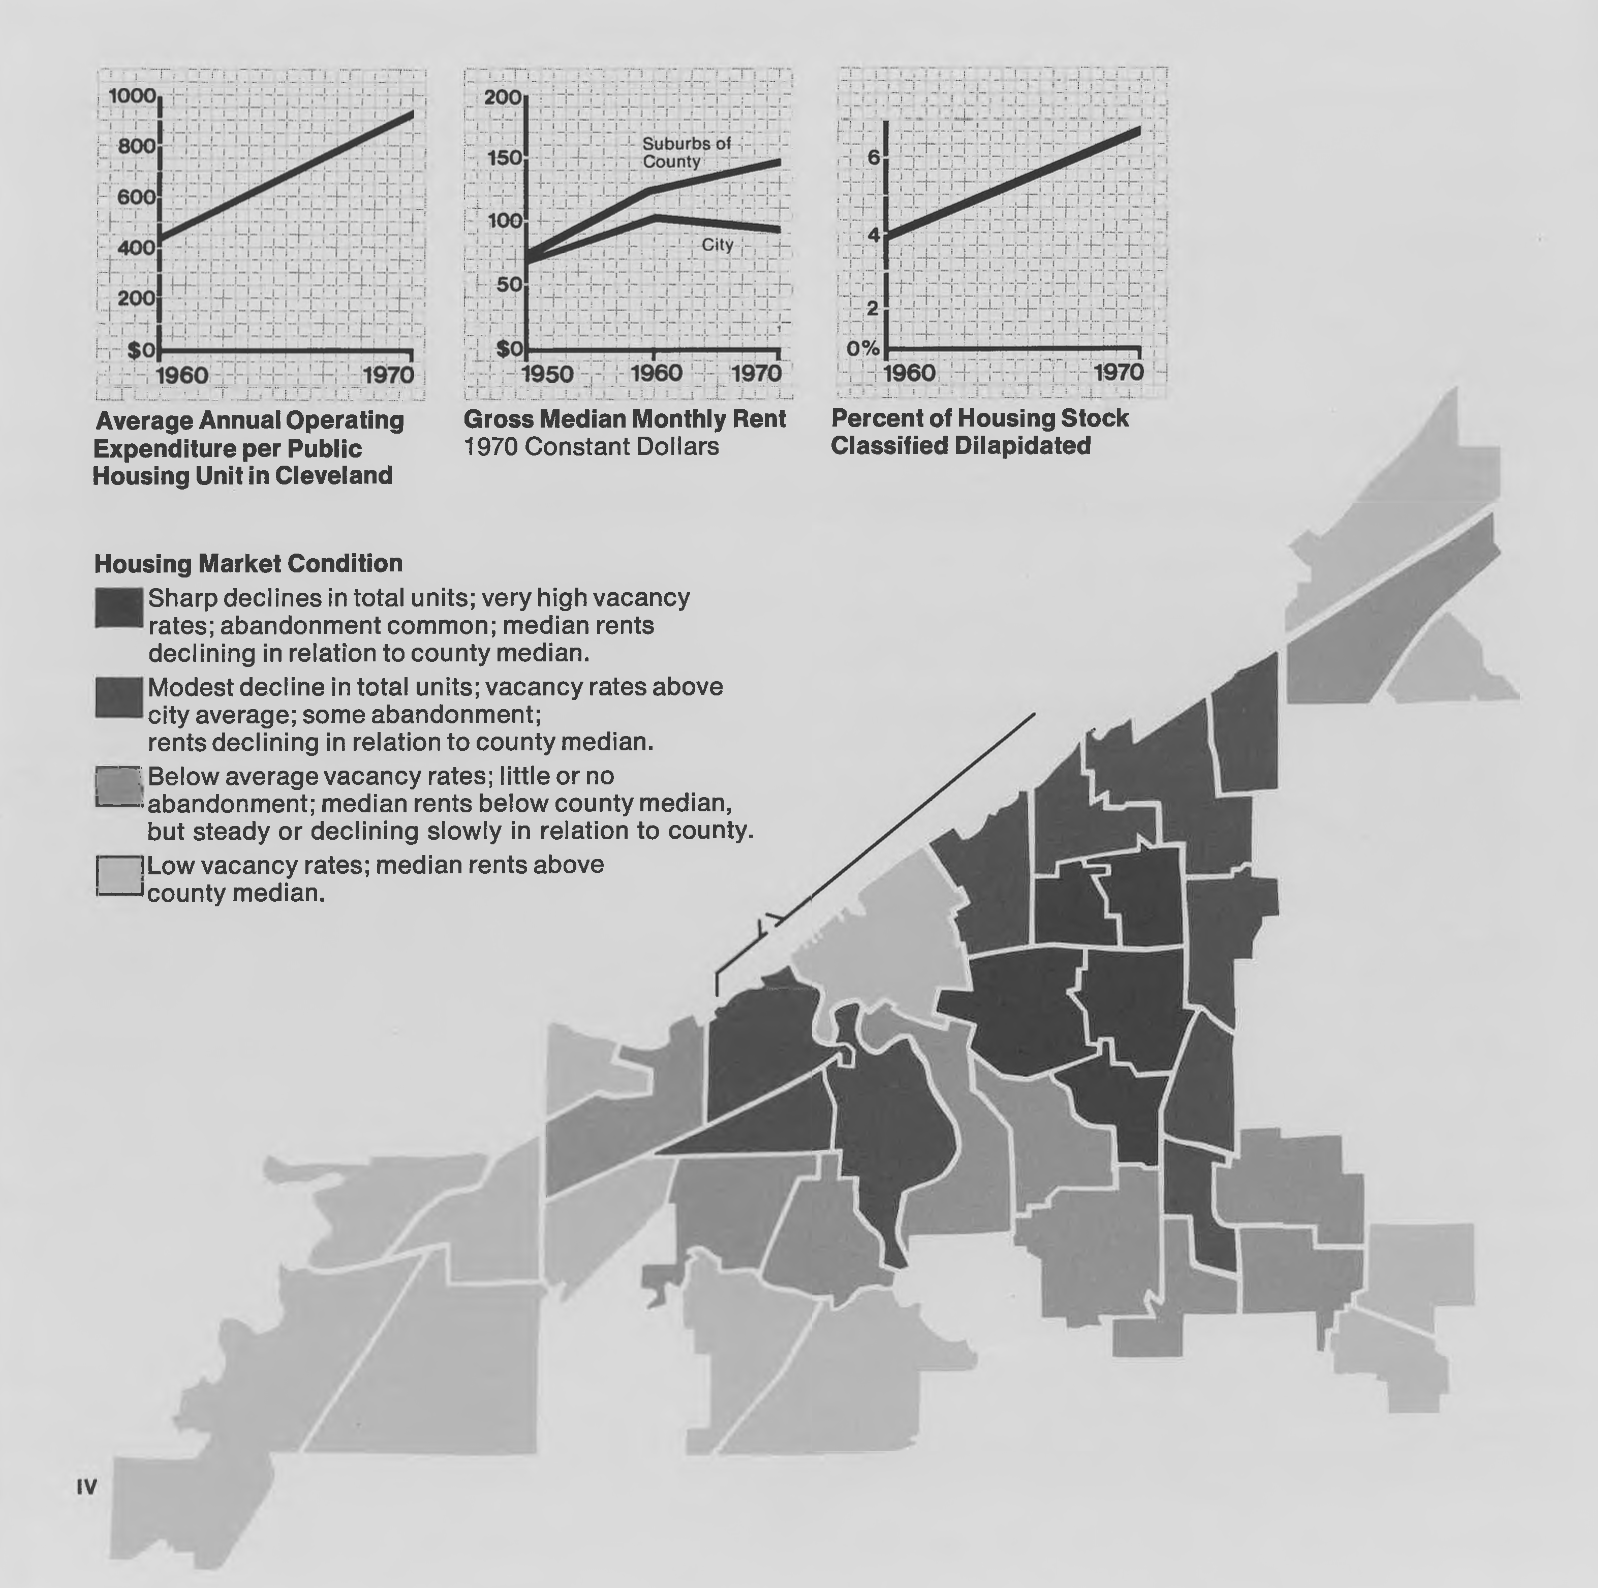 1000
800
600
400
200
$0
1960 1970
Average Annual Operating
Expenditure per Public
Housing Unit in Cleveland
200
150
100
50
$0
Suburbs of
County
City
1950 1960 1970
Gross Median Monthly Rent
1970 Constant Dollars
6
4
2
0%
1960 1970
Percent of Housing Stock
Classified Dilapidated
Housing Market Condition
Sharp declines in total units; very high vacancy
rates; abandonment common; median rents
declining in relation to county median.
Modest decline in total units; vacancy rates above
city average; some abandonment;
rents declining in relation to county median.
Below average vacancy rates; little or no
abandonment; median rents below county median,
but steady or declining slowly in relation to county.
Low vacancy rates; median rents above
county median.
IV